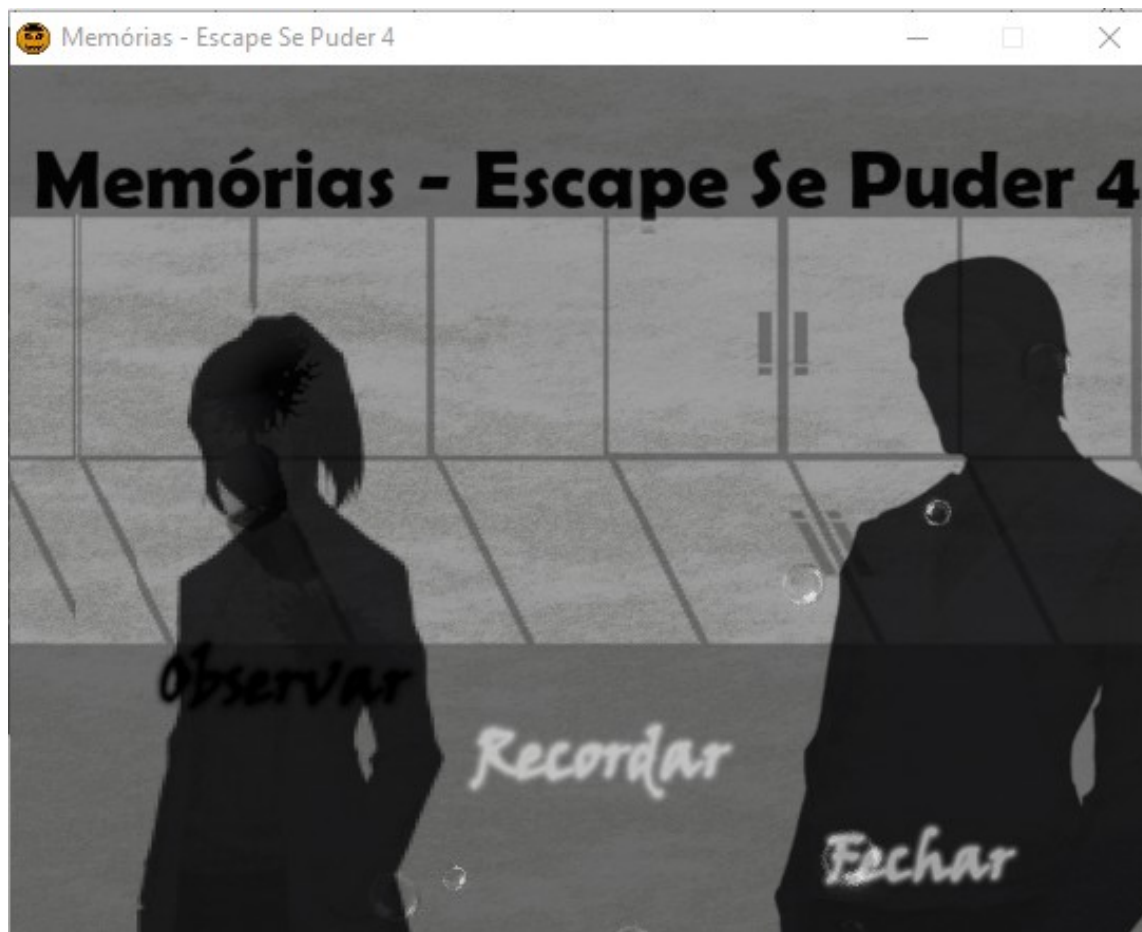 Memórias - Escape Se Puder 4
Memórias - Escape Se Puder 4
Observar
Recordar
Fechar